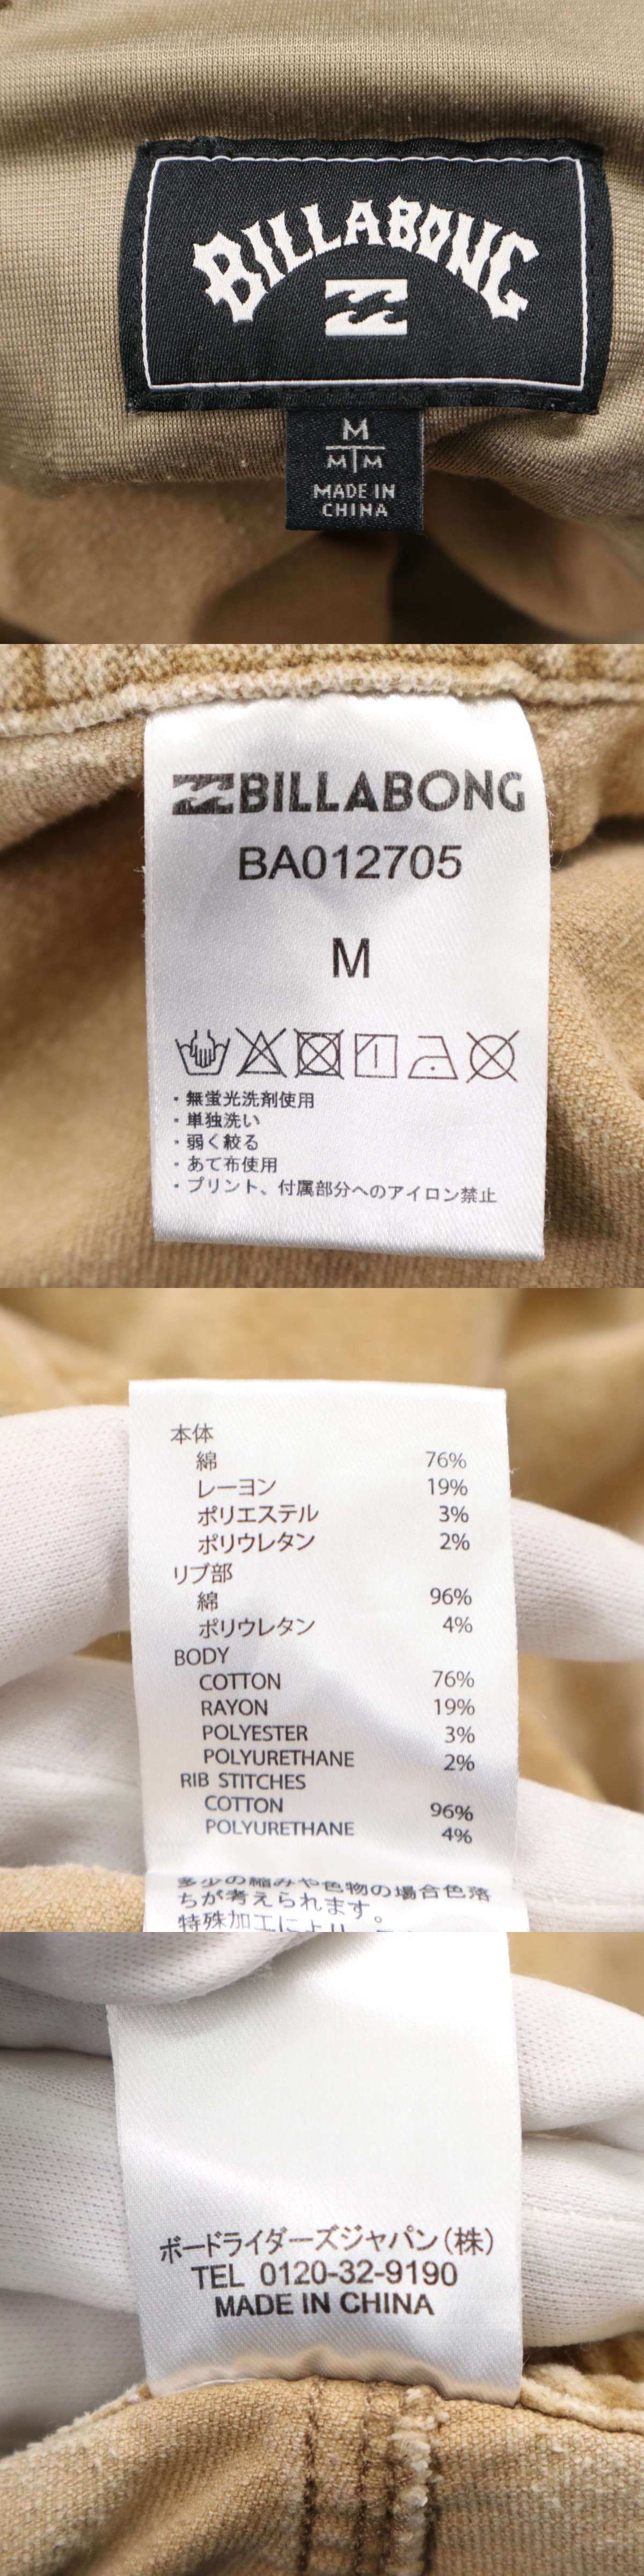 BILLABONG
M
M M
MADE IN
CHINA
BILLABONG
BA012705
M
・無蛍光洗剤使用
・単独洗い
・弱く絞る
・あて布使用
・プリント、付属部分へのアイロン禁止
本体
綿 76%
レーヨン 19%
ポリエステル 3%
ポリウレタン 2%
リブ部
綿 96%
ポリウレタン 4%
BODY
COTTON 76%
RAYON 19%
POLYESTER 3%
POLYURETHANE 2%
RIB STITCHES
COTTON 96%
POLYURETHANE 4%
多少の縮みや色物の場合色落
ちが考えられます。
特殊加工により
ボードライダーズジャパン(株)
TEL 0120-32-9190
MADE IN CHINA